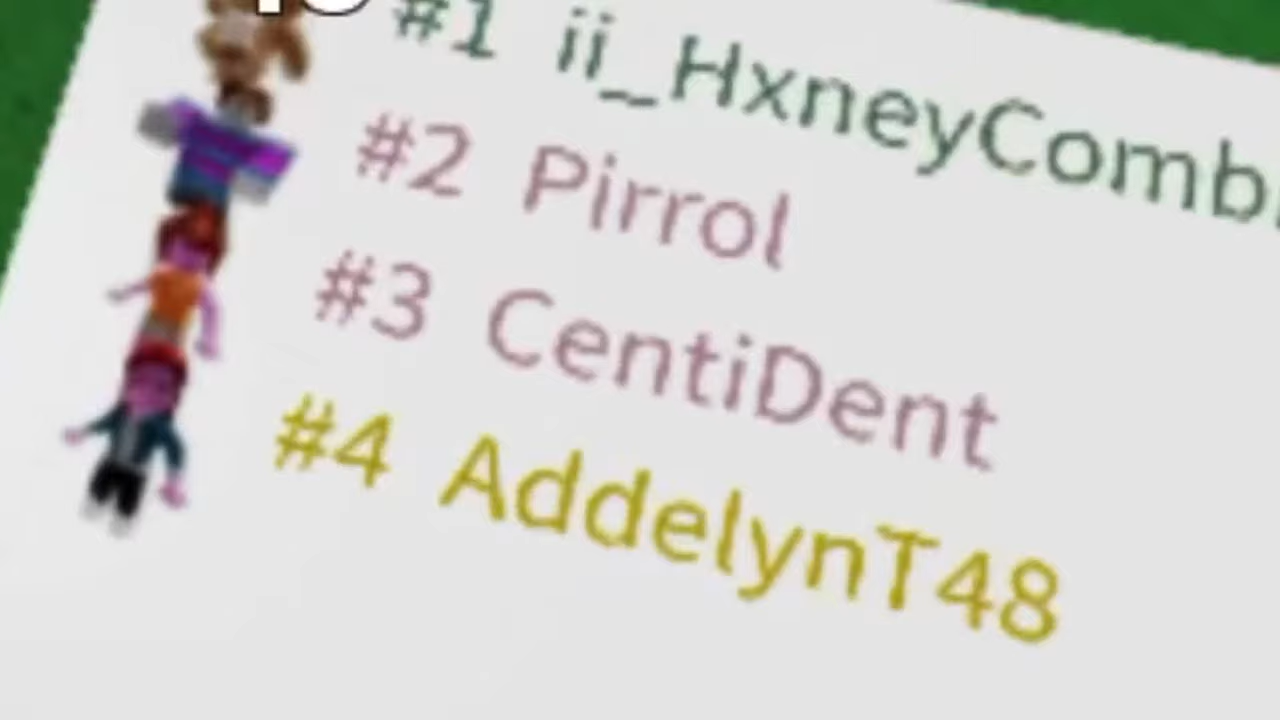 #1 ii_HxneyComb
#2 Pirrol
#3 CentiDent
#4 AddelynT48